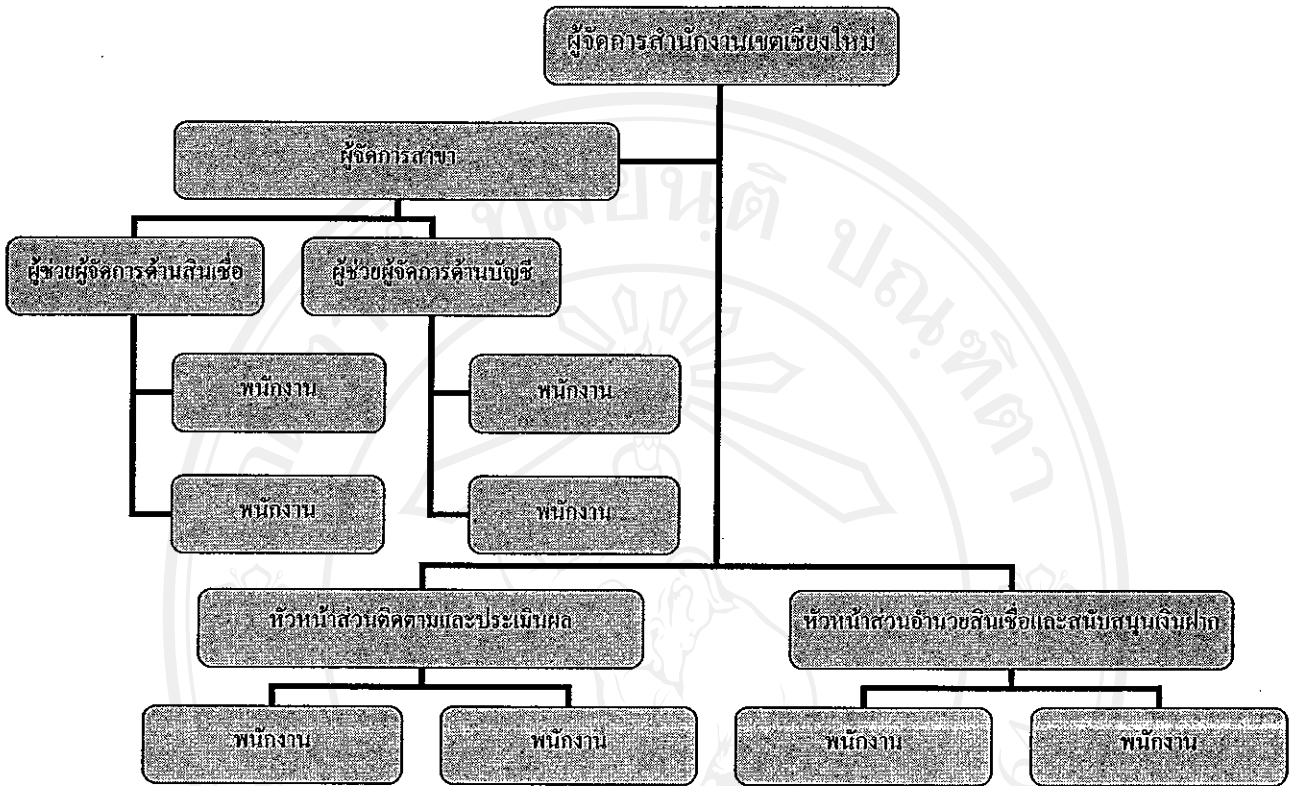 ผู้จัดการสำนักงานเขตเชียงใหม่
ผู้จัดการสาขา
ผู้ช่วยผู้จัดการด้านสินเชื่อ
ผู้ช่วยผู้จัดการด้านบัญชี
พนักงาน
พนักงาน
พนักงาน
พนักงาน
หัวหน้าส่วนติดตามและประเมินผล
หัวหน้าส่วนอำนวยสินเชื่อและสนับสนุนเงินฝาก
พนักงาน
พนักงาน
พนักงาน
พนักงาน